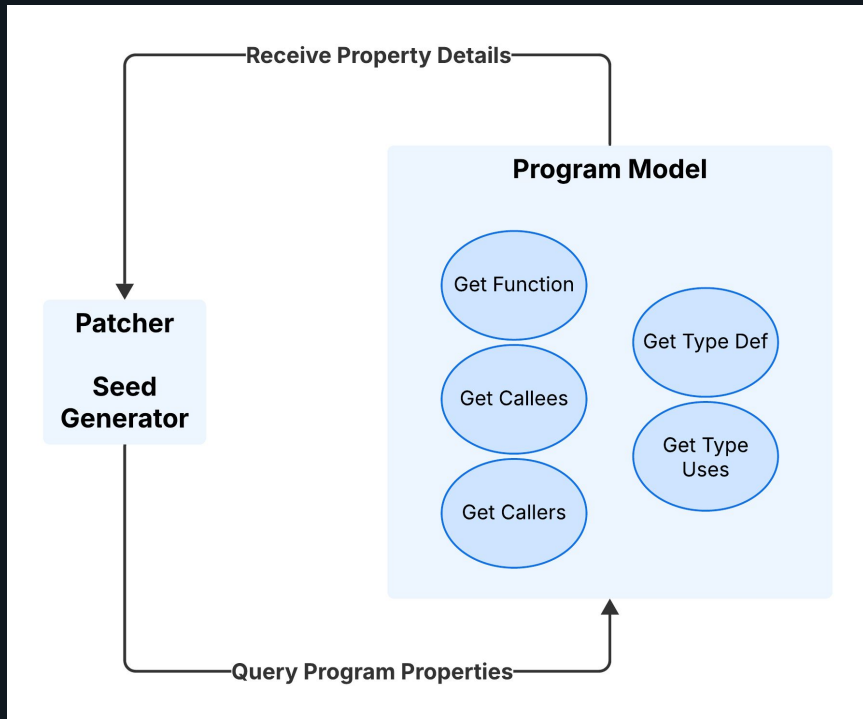 Receive Property Details
Program Model
Get Function
Get Type Def
Patcher
Seed
Generator
Get Callees
Get Type
Uses
Get Callers
Query Program Properties